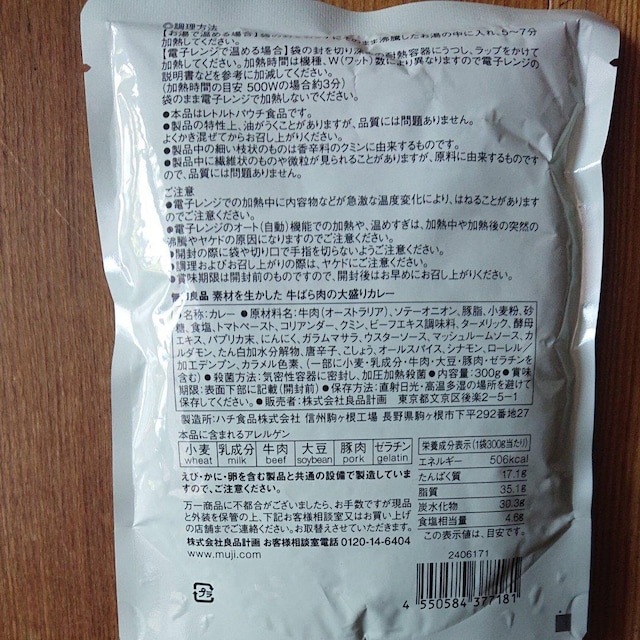 ◎調理方法
【お湯で温める場合】袋の封を切らずに 沸騰したお湯の中に入れ、5〜7分
加熱してください。
【電子レンジで温める場合】袋の封を切り深めの耐熱容器にうつし、ラップをかけて
加熱してください。加熱時間は機種、W(ワット)数により異なりますので電子レンジの
説明書などを参考に加減してください。
(加熱時間の目安 500Wの場合約3分)
袋のまま電子レンジで加熱しないでください。
●本品はレトルトパウチ食品です。
●製品の特性上、油がうくことがありますが、品質には問題ありません。
よくかき混ぜてからお召し上がりください。
●製品中の細い枝状のものは香辛料のクミンに由来するものです。
●製品中に繊維状のものや微粒が見られることがありますが、原料に由来するものです
ので、品質には問題ありません。
ご注意
●電子レンジでの加熱中に内容物などが急激な温度変化により、はねることがあります
のでご注意ください。
●電子レンジのオート(自動)機能での加熱や、温めすぎは、加熱中や加熱後の突然の
沸騰やヤケドの原因になりますのでご注意ください。
●開封の際に袋や切り口で手指を切らないようご注意ください。
●調理およびお召し上がりの際は、ヤケドにご注意ください。
●賞味期限は開封前のものですので、開封後はお早めにお召し上がりください。
良品 素材を生かした 牛ばら肉の大盛りカレー
●名称:カレー ●原材料名:牛肉(オーストラリア)、ソテーオニオン、豚脂、小麦粉、砂
糖、食塩、トマトペースト、コリアンダー、クミン、ビーフエキス調味料、ターメリック、酵母
エキス、パプリカ末、にんにく、ガラムマサラ、ウスターソース、マッシュルームソース、カ
ルダモン、たん白加水分解物、唐辛子、こしょう、オールスパイス、シナモン、ローレル/
加工デンプン、カラメル色素、(一部に小麦・乳成分・牛肉・大豆・豚肉・ゼラチンを
含む) ●殺菌方法:気密性容器に密封し、加圧加熱殺菌 ●内容量:300g ●賞味
期限:表面下部に記載(開封前) ●保存方法:直射日光・高温多湿の場所を避けて
保存してください。 ●販売者:株式会社良品計画 東京都文京区後楽2-5-1
製造所:ハチ食品株式会社 信州駒ヶ根工場 長野県駒ヶ根市下平292番地27
本品に含まれるアレルゲン
小麦 乳成分 牛肉 大豆 豚肉 ゼラチン
wheat milk beef soybean pork gelatin
えび・かに・卵を含む製品と共通の設備で製造していま
すので、ご注意ください。
万一商品に不都合がございましたら、お手数ですが現品
と外装を保管の上、下記お客様相談室又はお買い上げ
の店舗までご連絡ください。お取替えさせていただきます。
株式会社良品計画 お客様相談室電話 0120-14-6404
www.muji.com
栄養成分表示(1袋300g当たり)
エネルギー 506kcal
たんぱく質 17.1g
脂質 35.1g
炭水化物 30.3g
食塩相当量 4.6g
この表示値は、目安です。
2406171
4 550584 377181
プラ